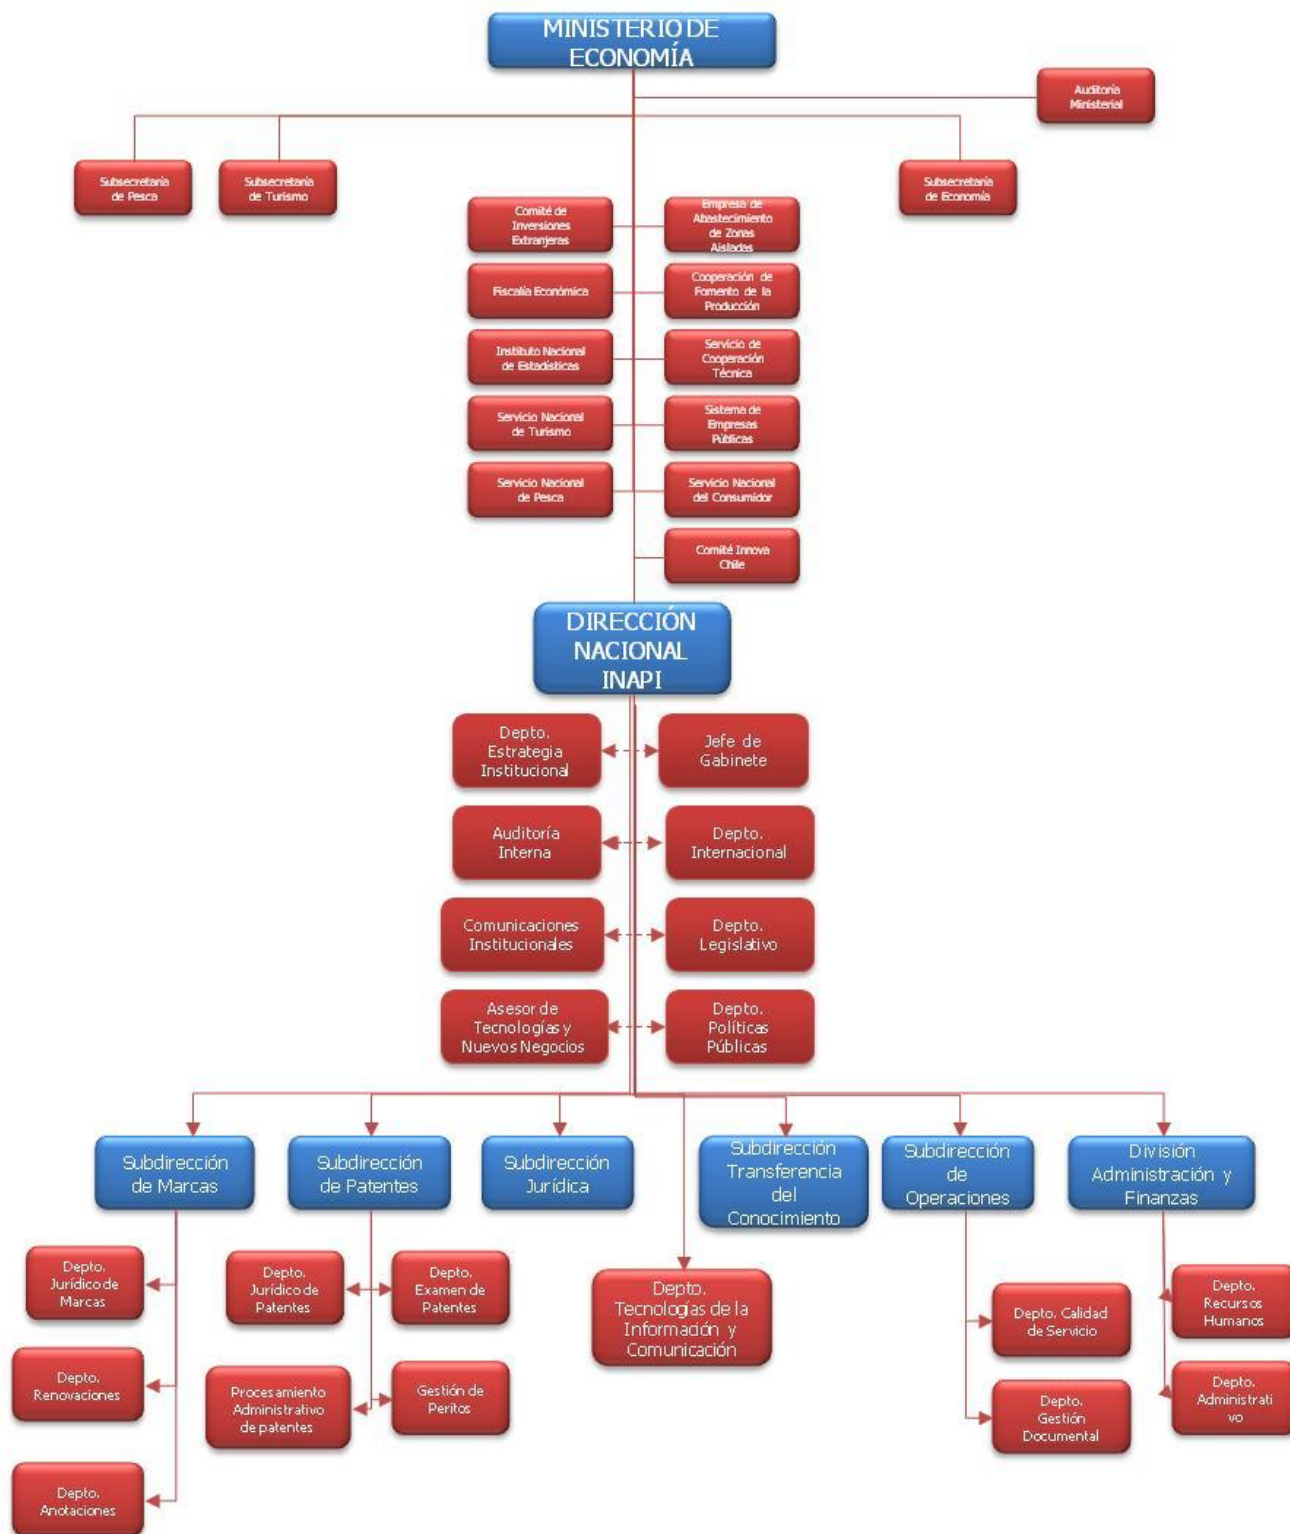 MINISTERIO DE
ECONOMÍA
Auditoría
Ministerial
Subsecretaría
de Pesca
Subsecretaría
de Turismo
Subsecretaría
de Economía
Comité de
Inversiones
Extranjeras
Empresa de
Abastecimiento
de Zonas
Aisladas
Fiscalía Económica
Cooperación de
Fomento de la
Producción
Instituto Nacional
de Estadísticas
Servicio de
Cooperación
Técnica
Servicio Nacional
de Turismo
Sistema de
Empresas
Públicas
Servicio Nacional
de Pesca
Servicio Nacional
del Consumidor
Comité Innova
Chile
DIRECCIÓN
NACIONAL
INAPI
Depto.
Estrategia
Institucional
Jefe de
Gabinete
Auditoría
Interna
Depto.
Internacional
Comunicaciones
Institucionales
Depto.
Legislativo
Asesor de
Tecnologías y
Nuevos Negocios
Depto.
Políticas
Públicas
Subdirección
de Marcas
Subdirección
de Patentes
Subdirección
Jurídica
Subdirección
Transferencia
del
Conocimiento
Subdirección
de
Operaciones
División
Administración y
Finanzas
Depto.
Jurídico de
Marcas
Depto.
Jurídico de
Patentes
Depto.
Examen de
Patentes
Depto.
Tecnologías de la
Información y
Comunicación
Depto. Calidad
de Servicio
Depto.
Recursos
Humanos
Depto.
Renovaciones
Procesamiento
Administrativo
de patentes
Gestión de
Peritos
Depto.
Gestión
Documental
Depto.
Administrati
vo
Depto.
Anotaciones